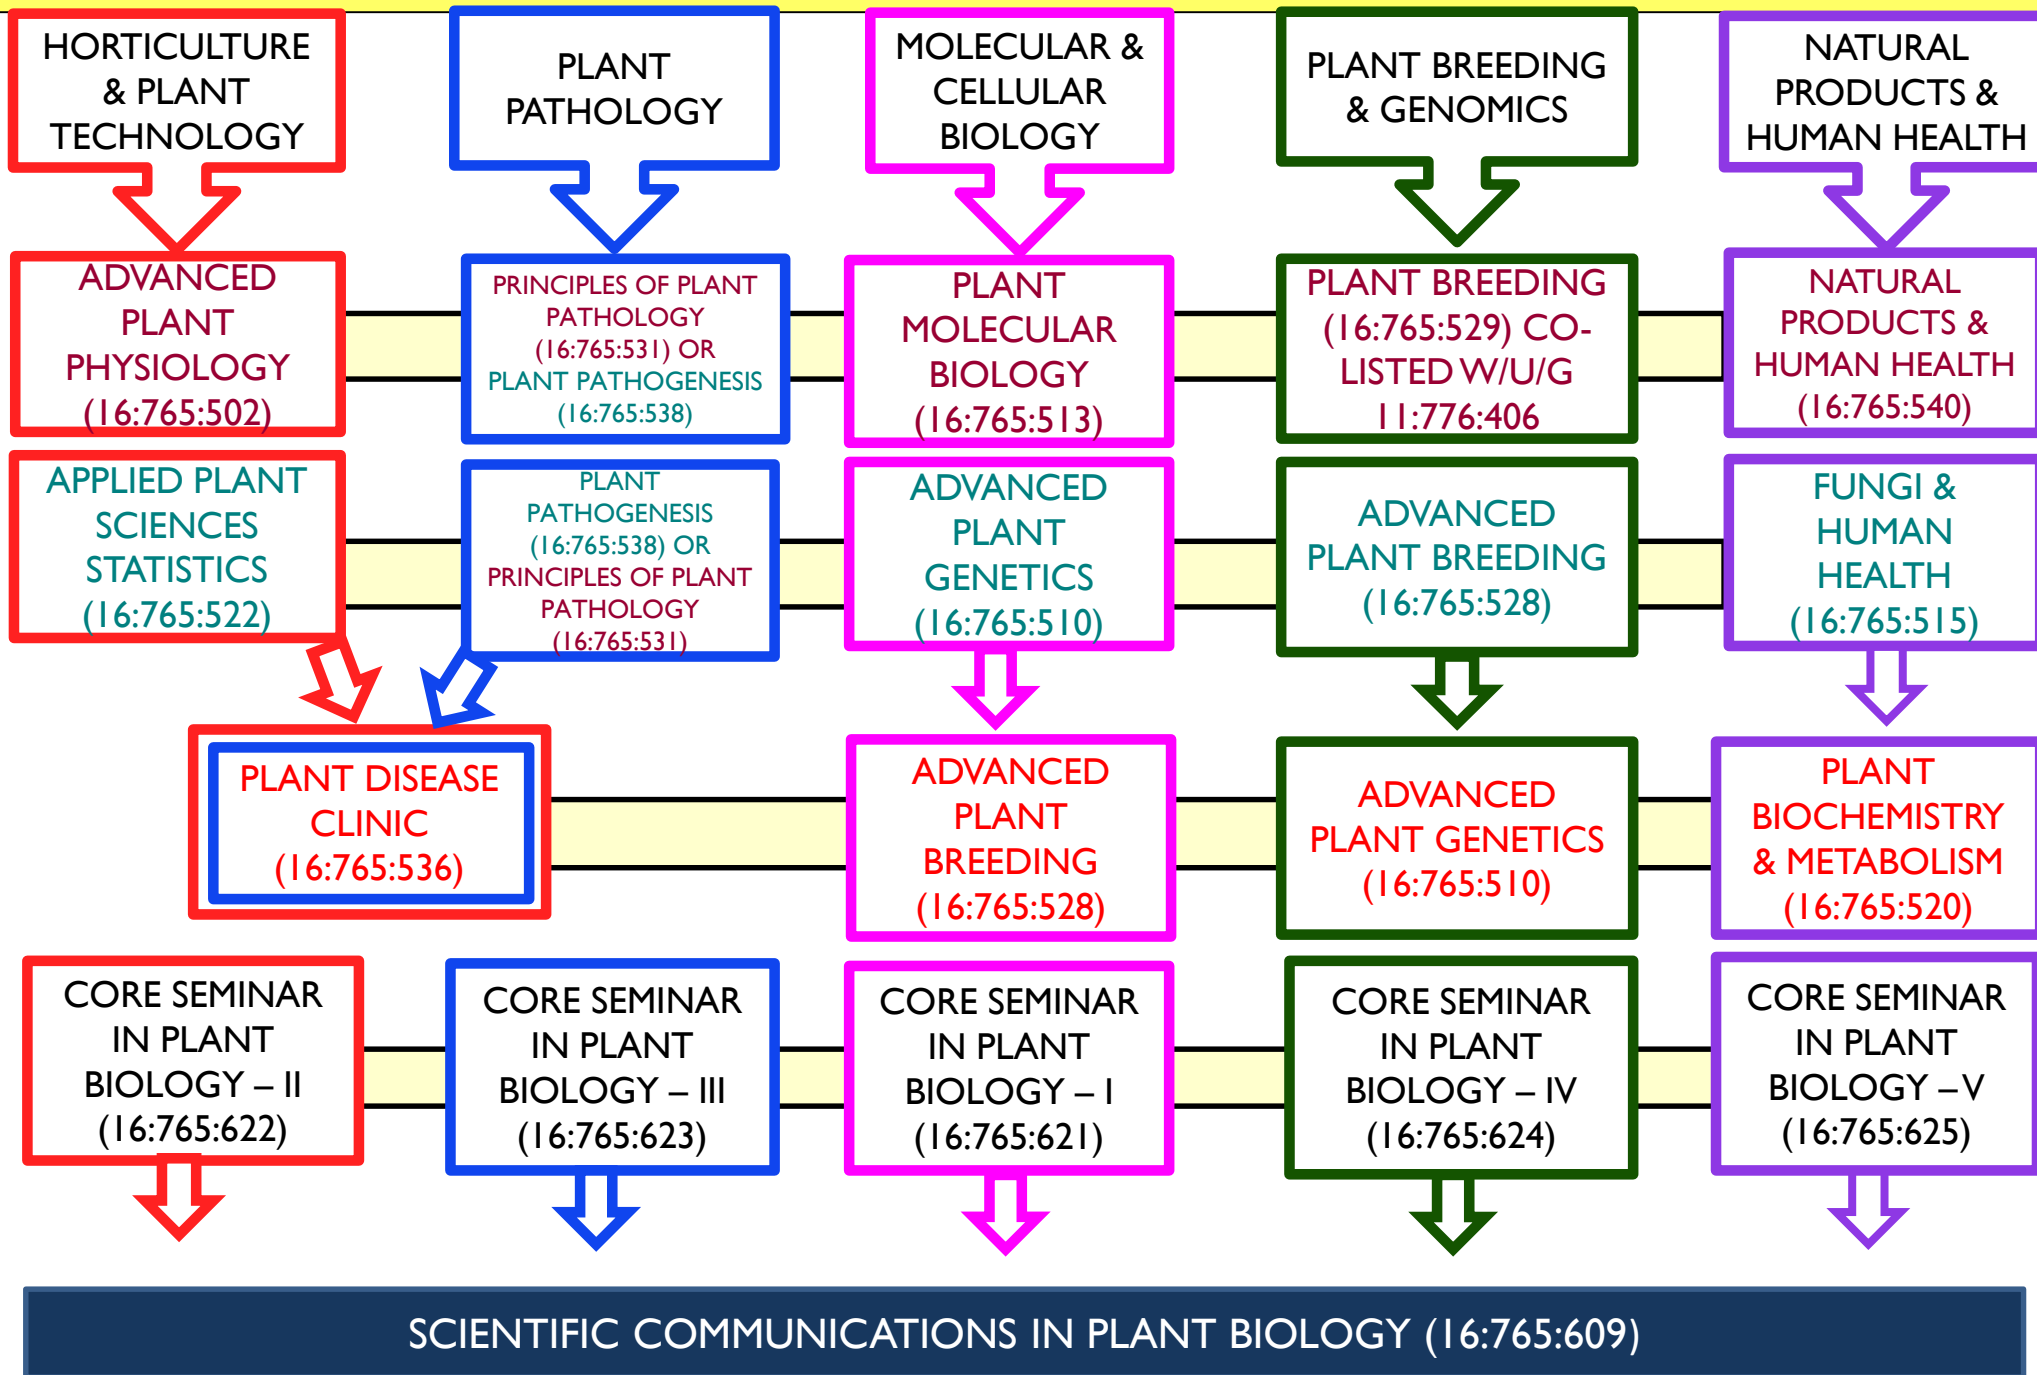 HORTICULTURE
& PLANT
TECHNOLOGY
PLANT
PATHOLOGY
MOLECULAR &
CELLULAR
BIOLOGY
PLANT BREEDING
& GENOMICS
NATURAL
PRODUCTS &
HUMAN HEALTH
ADVANCED
PLANT
PHYSIOLOGY
(16:765:502)
PRINCIPLES OF PLANT
PATHOLOGY
(16:765:531) OR
PLANT PATHOGENESIS
(16:765:538)
PLANT
MOLECULAR
BIOLOGY
(16:765:513)
PLANT BREEDING
(16:765:529) CO-
LISTED W/U/G
11:776:406
NATURAL
PRODUCTS &
HUMAN HEALTH
(16:765:540)
APPLIED PLANT
SCIENCES
STATISTICS
(16:765:522)
PLANT
PATHOGENESIS
(16:765:538) OR
PRINCIPLES OF PLANT
PATHOLOGY
(16:765:531)
ADVANCED
PLANT
GENETICS
(16:765:510)
ADVANCED
PLANT BREEDING
(16:765:528)
FUNGI &
HUMAN
HEALTH
(16:765:515)
PLANT DISEASE
CLINIC
(16:765:536)
ADVANCED
PLANT
BREEDING
(16:765:528)
ADVANCED
PLANT GENETICS
(16:765:510)
PLANT
BIOCHEMISTRY
& METABOLISM
(16:765:520)
CORE SEMINAR
IN PLANT
BIOLOGY – II
(16:765:622)
CORE SEMINAR
IN PLANT
BIOLOGY – III
(16:765:623)
CORE SEMINAR
IN PLANT
BIOLOGY – I
(16:765:621)
CORE SEMINAR
IN PLANT
BIOLOGY – IV
(16:765:624)
CORE SEMINAR
IN PLANT
BIOLOGY – V
(16:765:625)
SCIENTIFIC COMMUNICATIONS IN PLANT BIOLOGY (16:765:609)